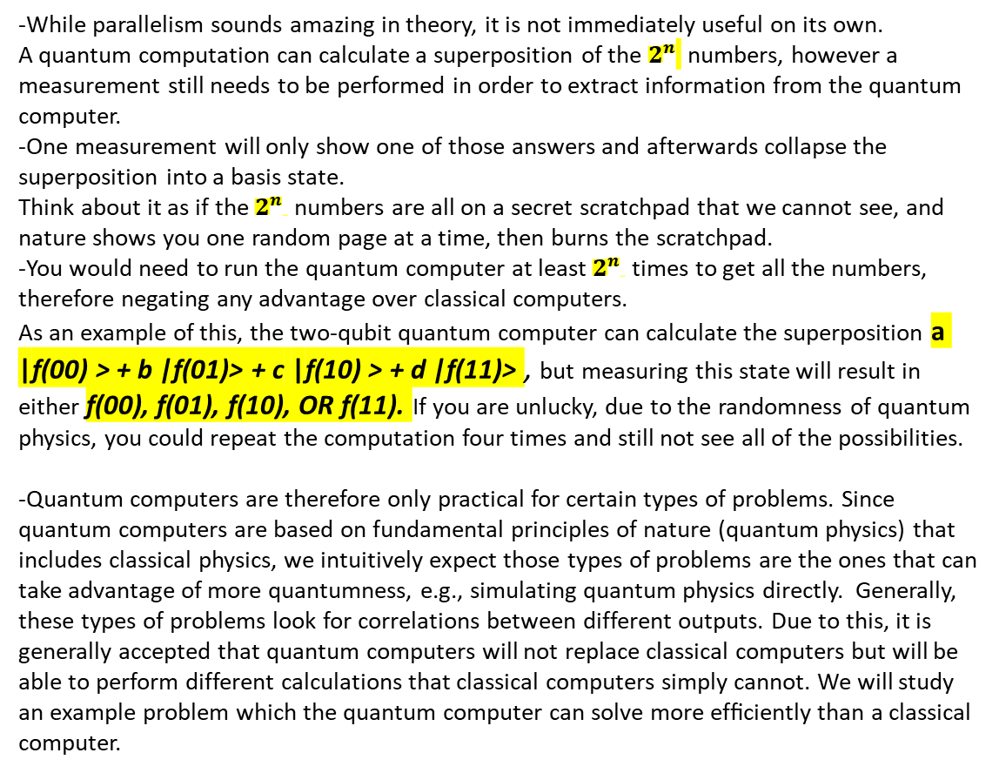 -While parallelism sounds amazing in theory, it is not immediately useful on its own.
A quantum computation can calculate a superposition of the 2ⁿ numbers, however a
measurement still needs to be performed in order to extract information from the quantum
computer.
-One measurement will only show one of those answers and afterwards collapse the
superposition into a basis state.
Think about it as if the 2ⁿ numbers are all on a secret scratchpad that we cannot see, and
nature shows you one random page at a time, then burns the scratchpad.
-You would need to run the quantum computer at least 2ⁿ times to get all the numbers,
therefore negating any advantage over classical computers.
As an example of this, the two-qubit quantum computer can calculate the superposition a
|f(00) > + b |f(01)> + c |f(10) > + d |f(11)> , but measuring this state will result in
either f(00), f(01), f(10), OR f(11). If you are unlucky, due to the randomness of quantum
physics, you could repeat the computation four times and still not see all of the possibilities.
-Quantum computers are therefore only practical for certain types of problems. Since
quantum computers are based on fundamental principles of nature (quantum physics) that
includes classical physics, we intuitively expect those types of problems are the ones that can
take advantage of more quantumness, e.g., simulating quantum physics directly.  Generally,
these types of problems look for correlations between different outputs. Due to this, it is
generally accepted that quantum computers will not replace classical computers but will be
able to perform different calculations that classical computers simply cannot. We will study
an example problem which the quantum computer can solve more efficiently than a classical
computer.